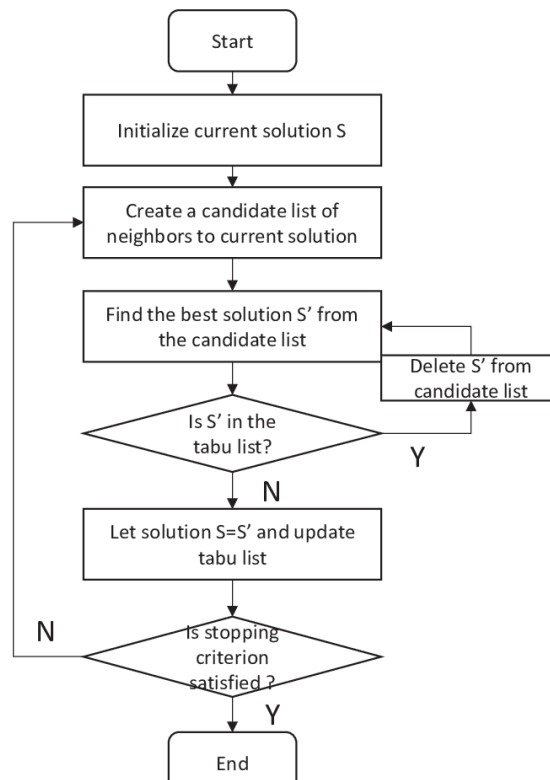 Start
Initialize current solution S
Create a candidate list of
neighbors to current solution
Find the best solution S’ from
the candidate list
Delete S’ from
candidate list
Is S’ in the
tabu list?
Y
N
Let solution S=S’ and update
tabu list
N
Is stopping
criterion
satisfied ?
Y
End